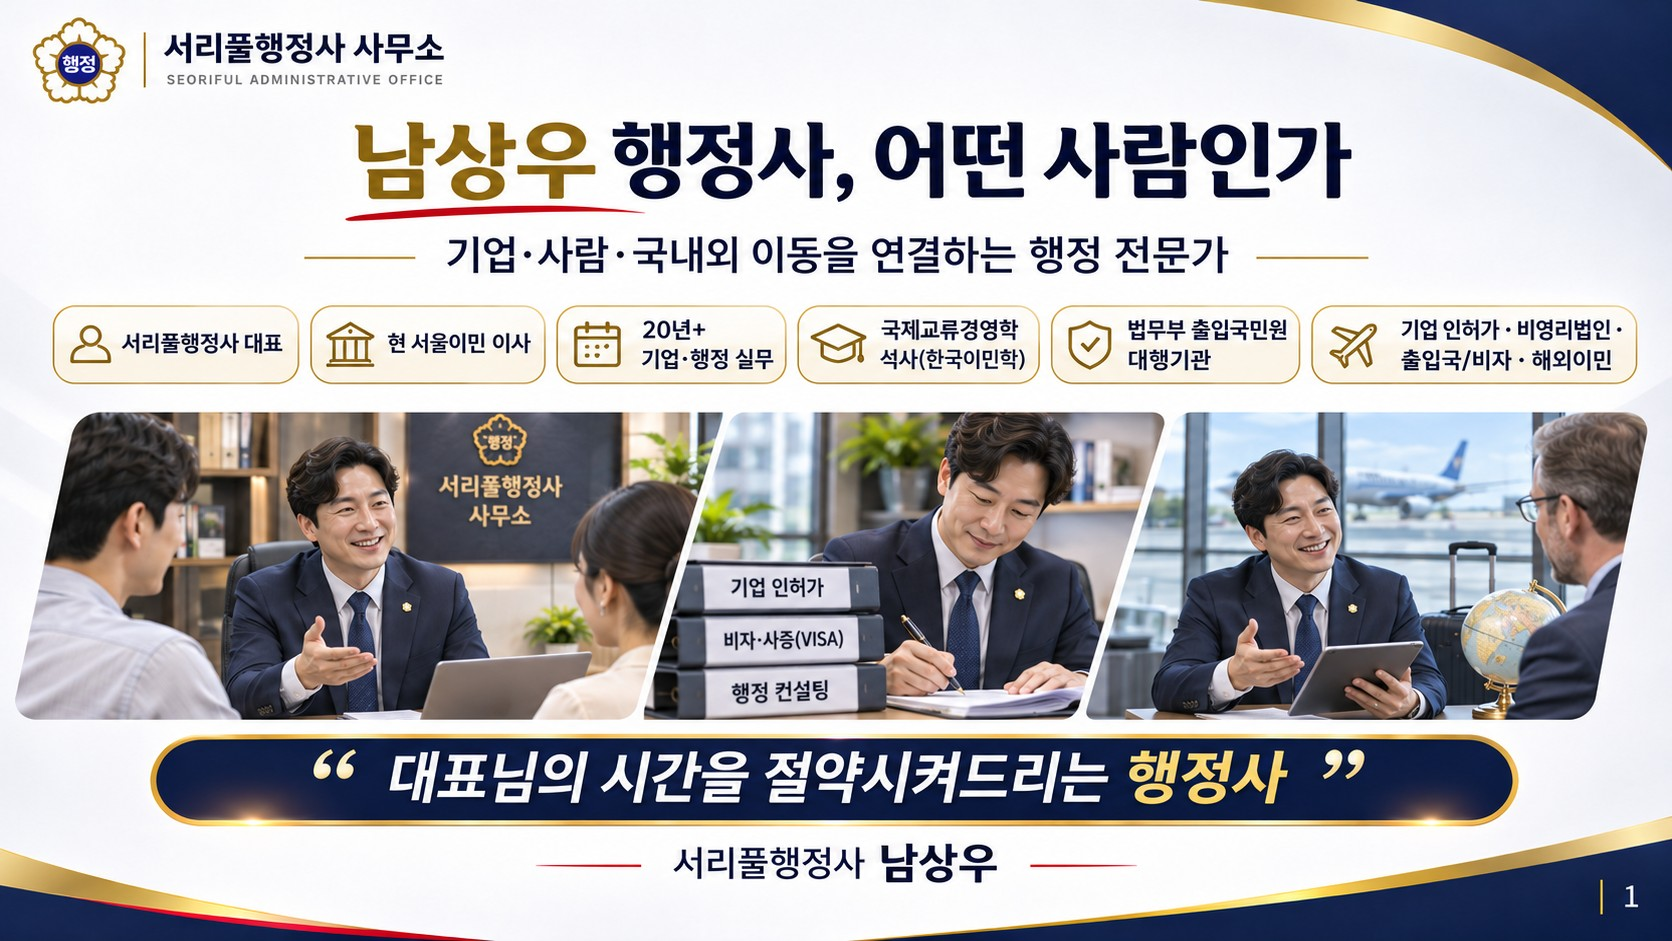 행정
서리풀행정사 사무소
SEORIFUL ADMINISTRATIVE OFFICE
남상우 행정사, 어떤 사람인가
기업·사람·국내외 이동을 연결하는 행정 전문가
서리풀행정사 대표
현 서울이민 이사
20년+
기업·행정 실무
국제교류경영학
석사(한국이민학)
법무부 출입국민원
대행기관
기업 인허가·비영리법인·
출입국/비자·해외이민
행정
서리풀행정사
사무소
기업 인허가
비자·사증(VISA)
행정 컨설팅
“ 대표님의 시간을 절약시켜드리는 행정사 ”
서리풀행정사 남상우
1